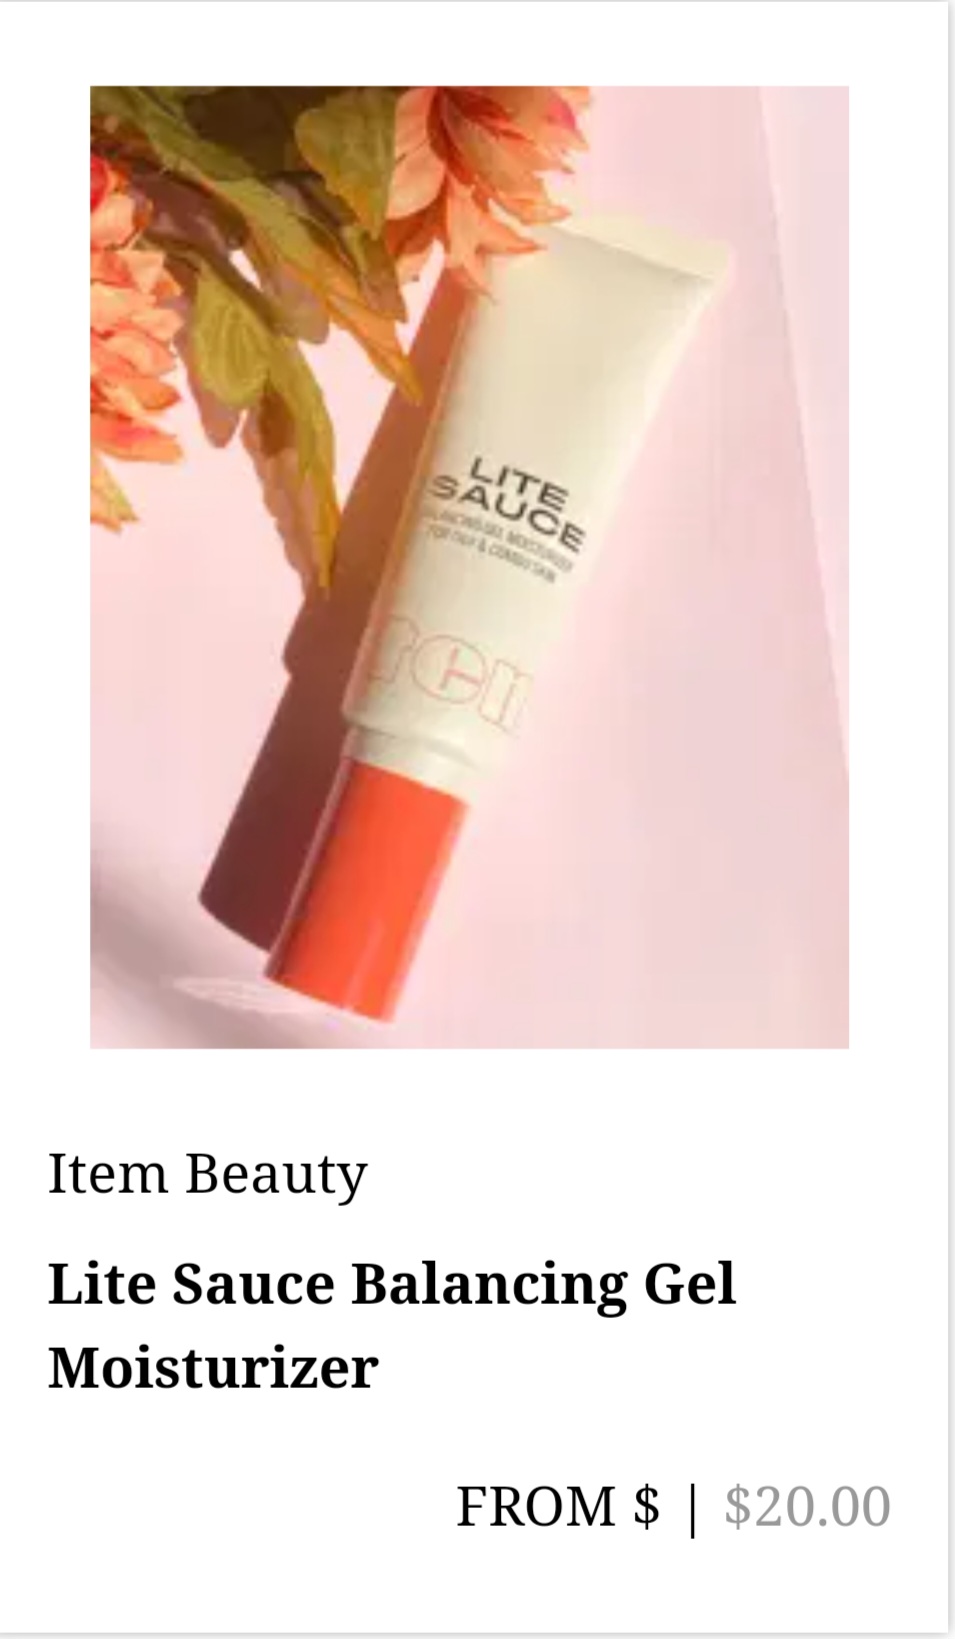 LITE
SAUCE
BALANCING GEL MOISTURIZER
FOR OILY & COMBO SKIN
Item Beauty
Lite Sauce Balancing Gel
Moisturizer
FROM $ | $20.00